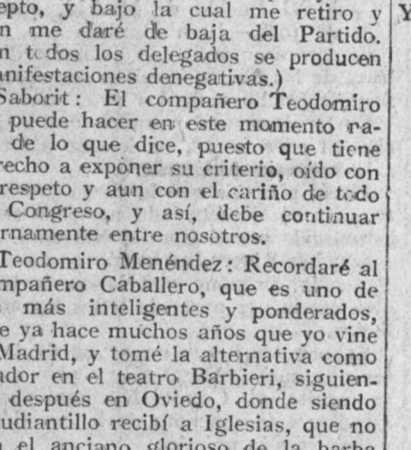 epto, y bajo la cual me retiro y
n me daré de baja del Partido.
n todos los delegados se producen
anifestaciones denegativas.)
Saborit: El compañero Teodomiro
puede hacer en este momento ra-
de lo que dice, puesto que tiene
recho a exponer su criterio, oído con
respeto y aun con el cariño de todo
Congreso, y así, debe continuar
ernamente entre nosotros.
Teodomiro Menéndez: Recordaré al
mpañero Caballero, que es uno de
más inteligentes y ponderados,
e ya hace muchos años que yo vine
Madrid, y tomé la alternativa como
ador en el teatro Barbieri, siguien-
después en Oviedo, donde siendo
udiantillo recibí a Iglesias, que no
el anciano glorioso de la barba
Y